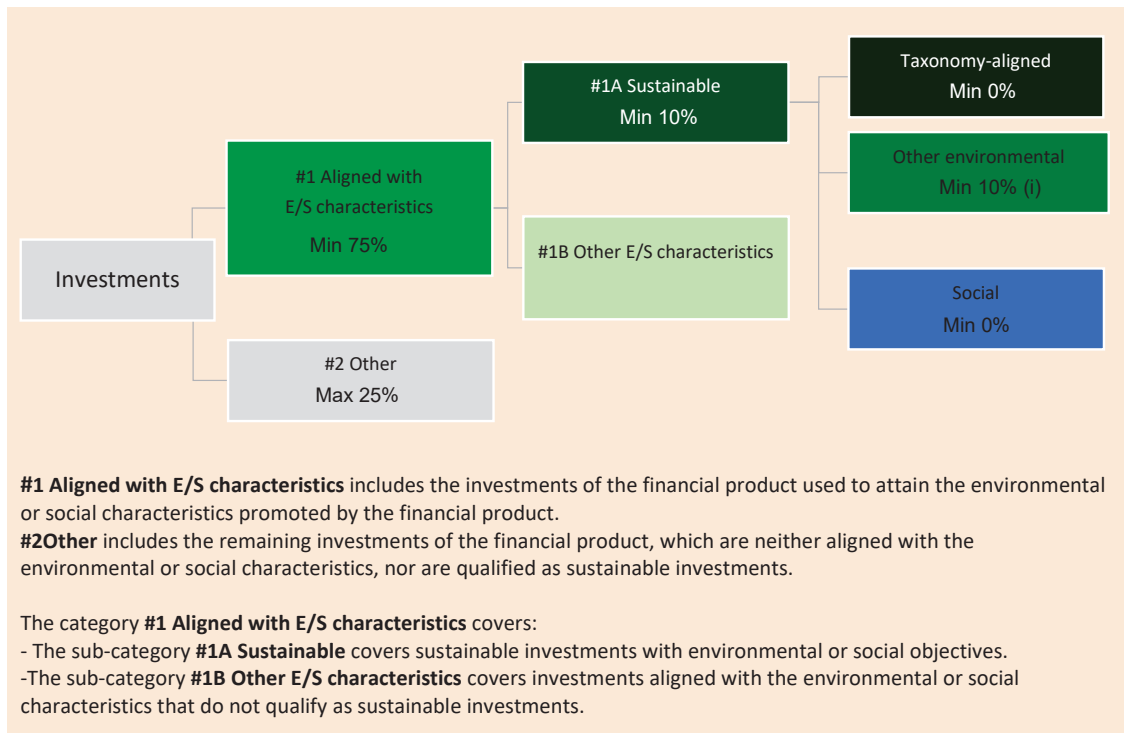 Investments
#1 Aligned with
E/S characteristics
Min 75%
#2 Other
Max 25%
#1A Sustainable
Min 10%
#1B Other E/S characteristics
Taxonomy-aligned
Min 0%
Other environmental
Min 10% (i)
Social
Min 0%
#1 Aligned with E/S characteristics includes the investments of the financial product used to attain the environmental
or social characteristics promoted by the financial product.
#2Other includes the remaining investments of the financial product, which are neither aligned with the
environmental or social characteristics, nor are qualified as sustainable investments.
The category #1 Aligned with E/S characteristics covers:
- The sub-category #1A Sustainable covers sustainable investments with environmental or social objectives.
-The sub-category #1B Other E/S characteristics covers investments aligned with the environmental or social
characteristics that do not qualify as sustainable investments.